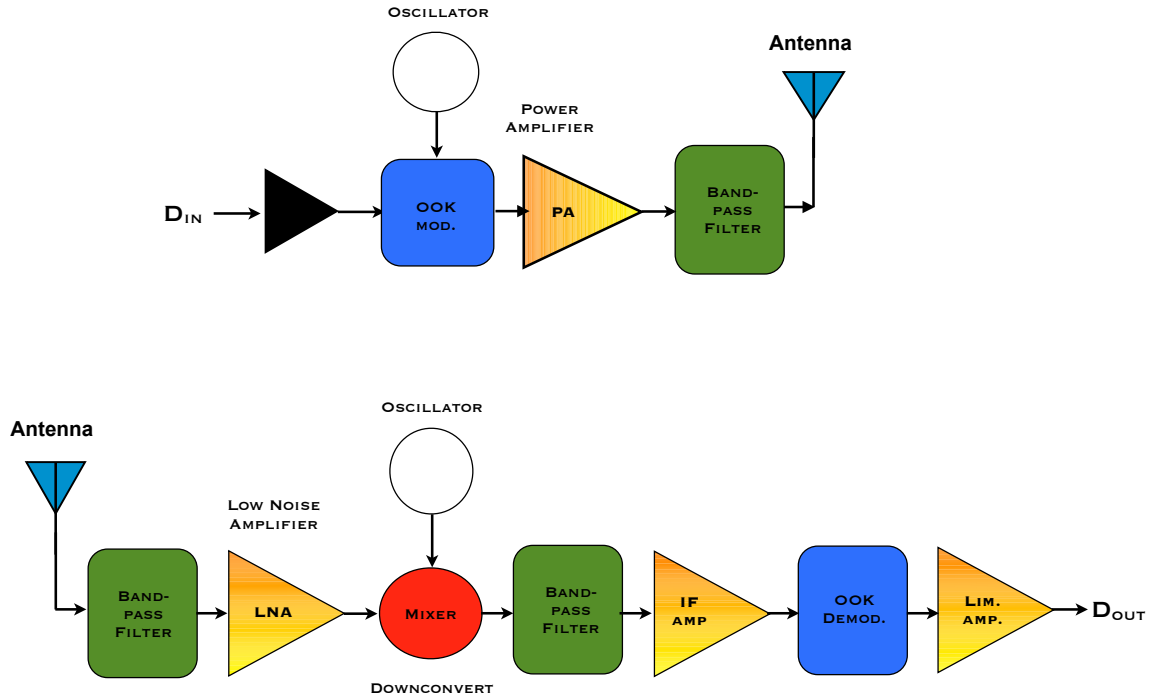 Oscillator
Antenna
Power
Amplifier
DIN
OOK
mod.
PA
Band-
pass
Filter
Oscillator
Antenna
Low Noise
Amplifier
Band-
pass
Filter
LNA
Mixer
Band-
pass
Filter
IF
amp
OOK
Demod.
Lim.
amp.
DOUT
Downconvert